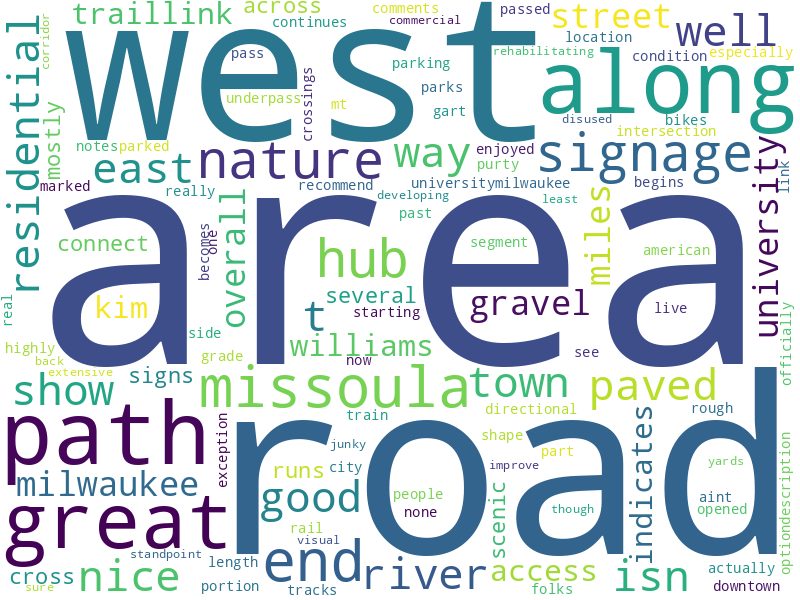 traillink
across
continues
comments
commercial
passed
street
well
corridor
west
pass
parking
location
rehabilitating
condition
especially
residential
mostly
underpass
crossings
mt
parks
gart
along
bikes
disused
intersection
notes
parked
east
nature
way
enjoyed
purty
signage
university
link
marked
really
recommend
universitymilwaukee
developing
begins
least
area
overall
becomes
one
past
miles
connect
hub
segment
american
real
kim
t
several
starting
gravel
live
officially
side
highly
back
extensive
grade
williams
now
see
show
signs
missoula
town
paved
path
exception
train
directional
rough
road
shape
indicates
milwaukee
runs
good
city
junky
improve
part
yards
optiondescription
people
none
scenic
aint
opened
great
rail
visual
though
standpoint
end
cross
nice
length
portion
tracks
river
access
folks
isn
actually
downtown
sure